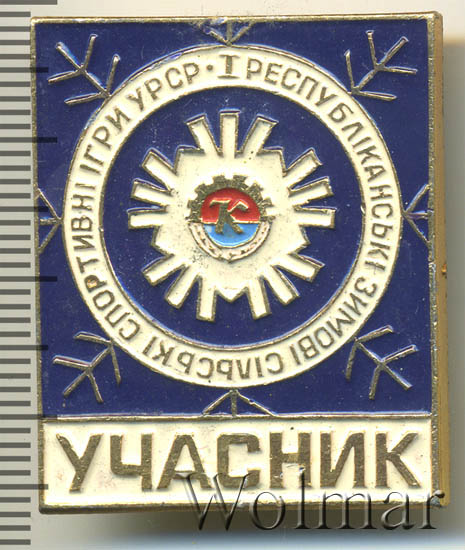 І РЕСПУБЛІКАНСЬКІ ЗИМОВІ СІЛЬСЬКІ СПОРТИВНІ ІГРИ УРСР ·
К
УЧАСНИК
Wolmar